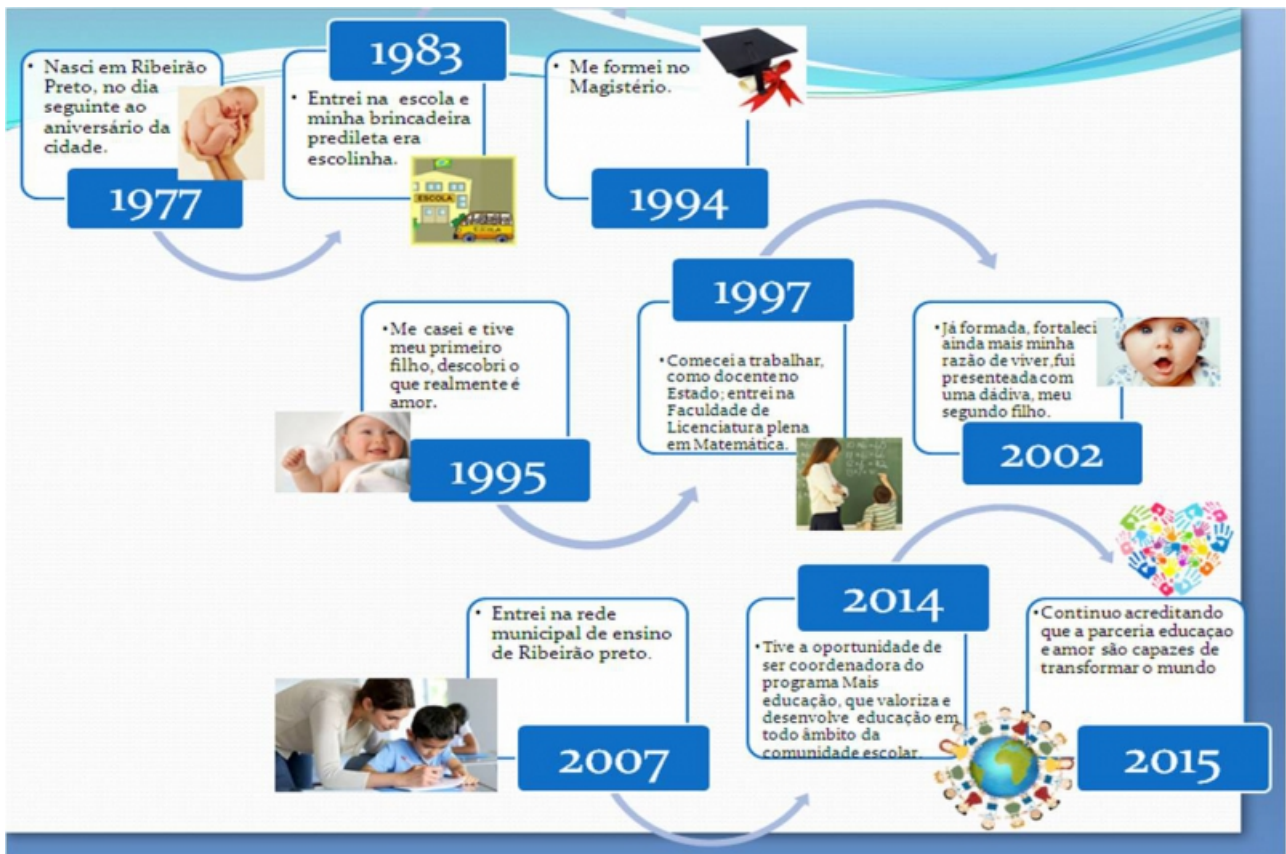 • Nasci em Ribeirão
Preto, no dia
seguinte ao
aniversário da
cidade.
1977
1983
• Entrei na escola e
minha brincadeira
predileta era
escolinha.
ESCOLA
• Me formei no
Magistério.
1994
•Me casei e tive
meu primeiro
filho, descobri o
que realmente é
amor.
1995
1997
•Comecei a trabalhar,
como docente no
Estado; entrei na
Faculdade de
Licenciatura plena
em Matemática.
•Já formada, fortaleci
ainda mais minha
razão de viver,fui
presenteada com
uma dádiva, meu
segundo filho.
2002
• Entrei na rede
municipal de ensino
de Ribeirão preto.
2007
2014
•Tive a oportunidade de
ser coordenadora do
programa Mais
educação, que valoriza e
desenvolve educação em
todo âmbito da
comunidade escolar.
•Continuo acreditando
que a parceria educaçao
e amor são capazes de
transformar o mundo
2015